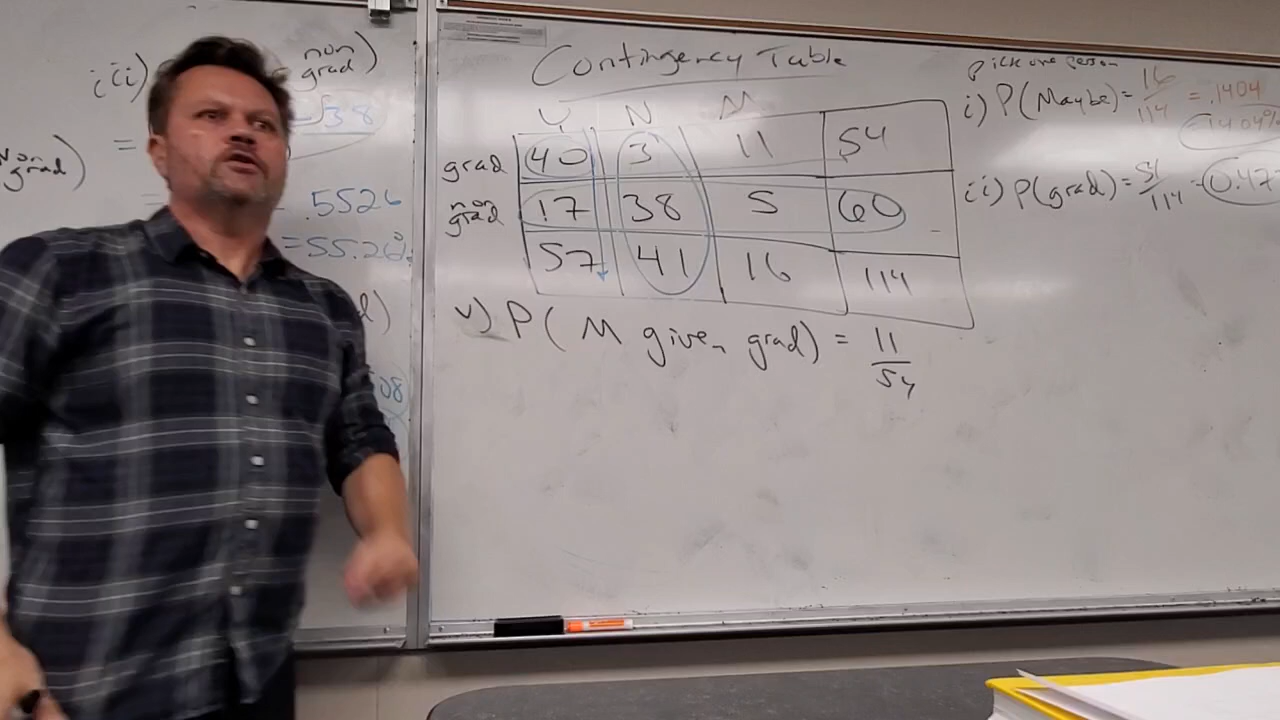 iii)
non
grad)
38
Non
grad)
=
.5526
=55.26%
d)
08
Contingency Table
Y N M
grad 40 3 11 54
non
grad 17 38 5 60
57 41 16 114
v) P( M given grad) = 11
54
Pick one person
i) P(Maybe)= 16
114
= .1404
=14.04%
ii) P(grad)= 54
114
=0.47